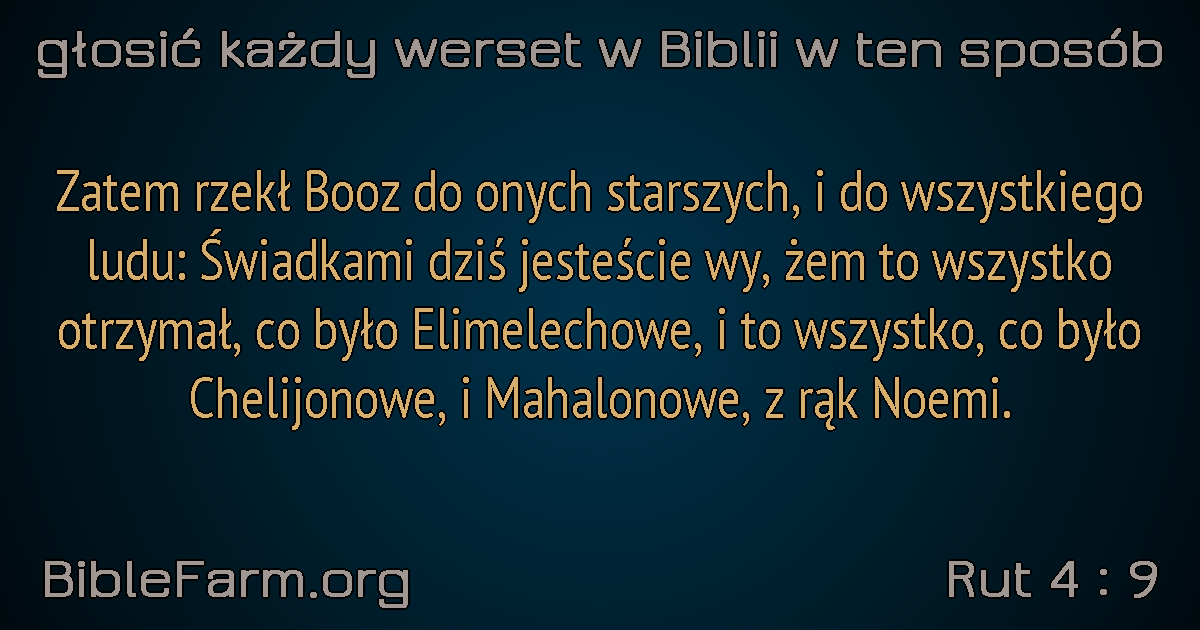 głosić każdy werset w Biblii w ten sposób
Zatem rzekł Booz do onych starszych, i do wszystkiego
ludu: Świadkami dziś jesteście wy, żem to wszystko
otrzymał, co było Elimelechowe, i to wszystko, co było
Chelijonowe, i Mahalonowe, z rąk Noemi.
BibleFarm.org
Rut 4 : 9